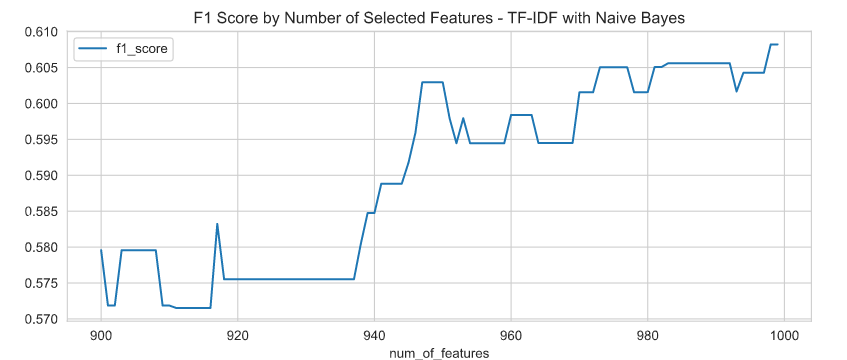 F1 Score by Number of Selected Features - TF-IDF with Naive Bayes
f1_score
0.610
0.605
0.600
0.595
0.590
0.585
0.580
0.575
0.570
900 920 940 960 980 1000
num_of_features